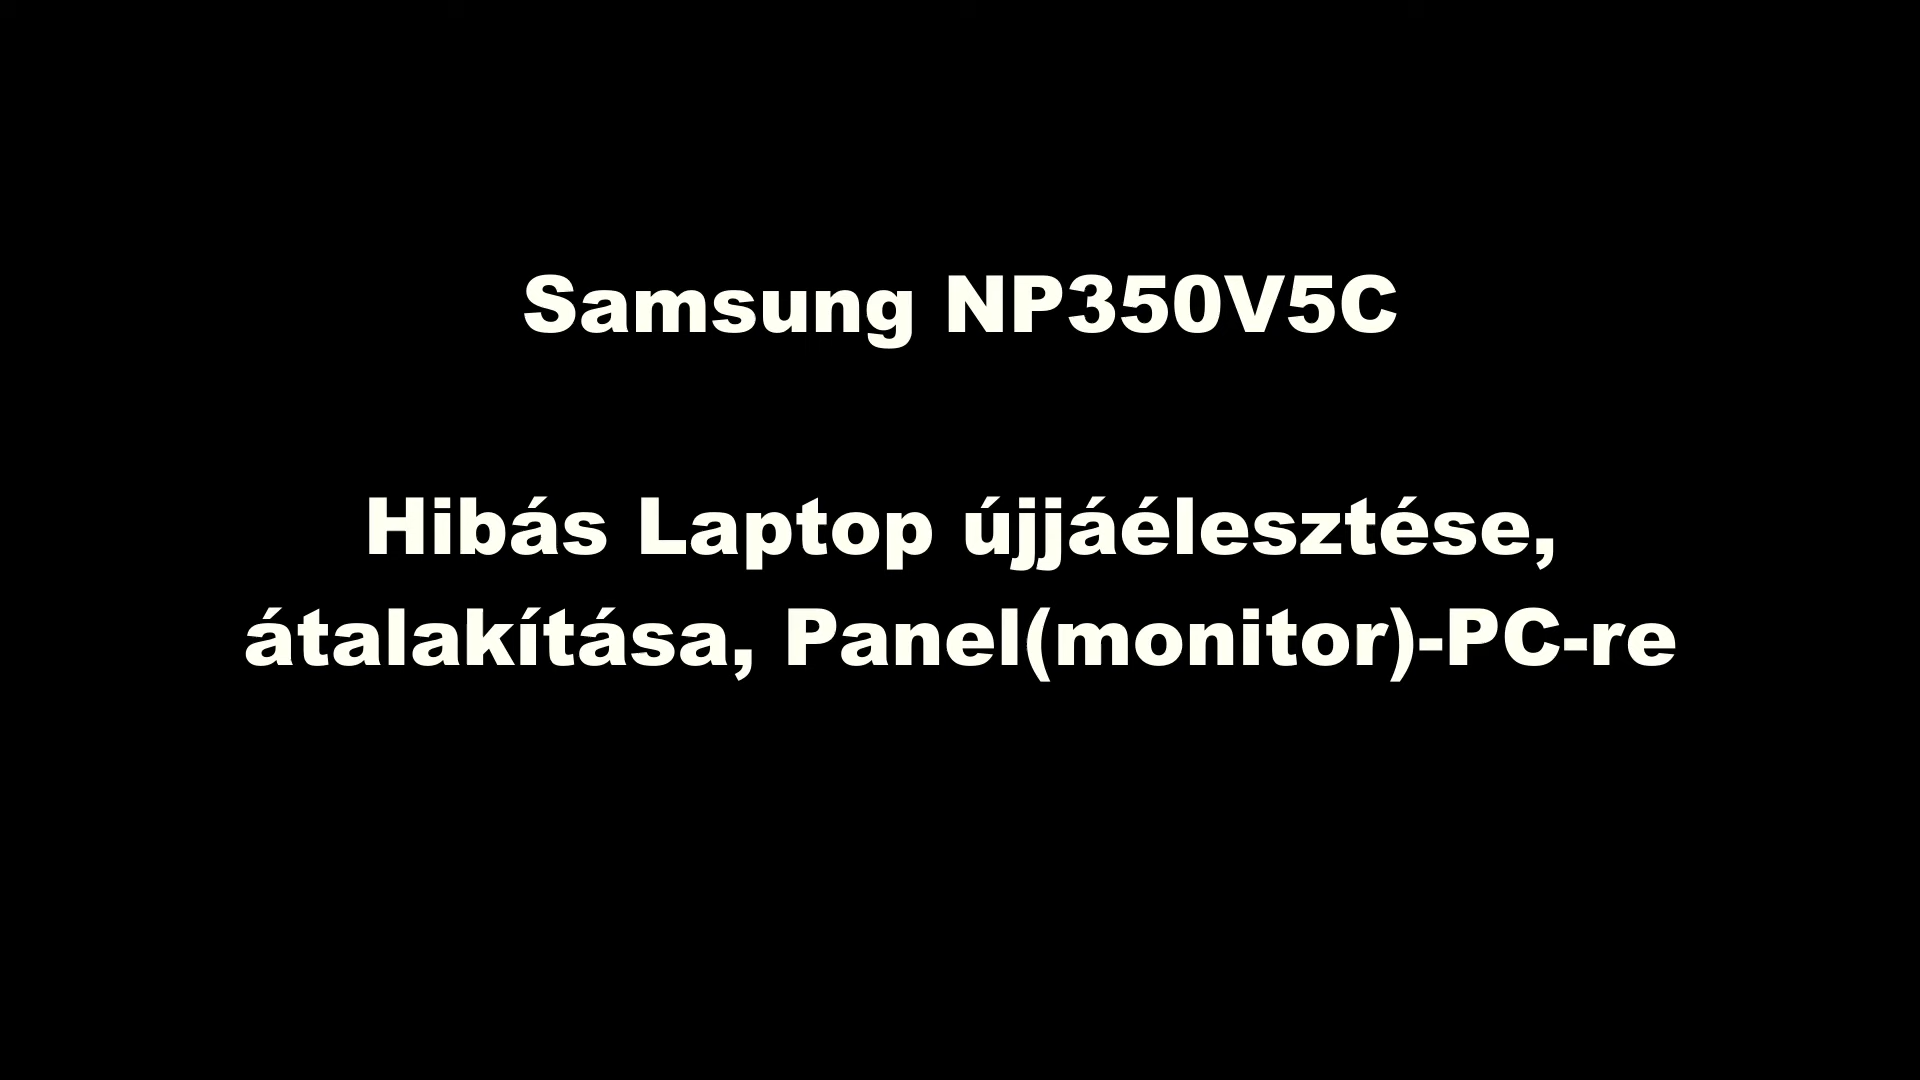 Samsung NP350V5C
Hibás Laptop újjáélesztése,
átalakítása, Panel(monitor)-PC-re